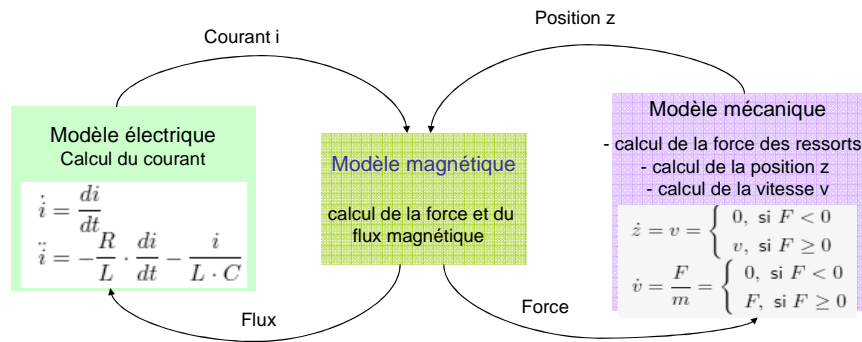 Courant i
Position z
Modèle électrique
Calcul du courant
i̇ = di/dt
ï = -R/L · di/dt - i/(L · C)
Modèle magnétique
calcul de la force et du
flux magnétique
Modèle mécanique
- calcul de la force des ressorts
- calcul de la position z
- calcul de la vitesse v
ż = v = { 0, si F < 0
v, si F ≥ 0
v̇ = F/m = { 0, si F < 0
F, si F ≥ 0
Flux
Force